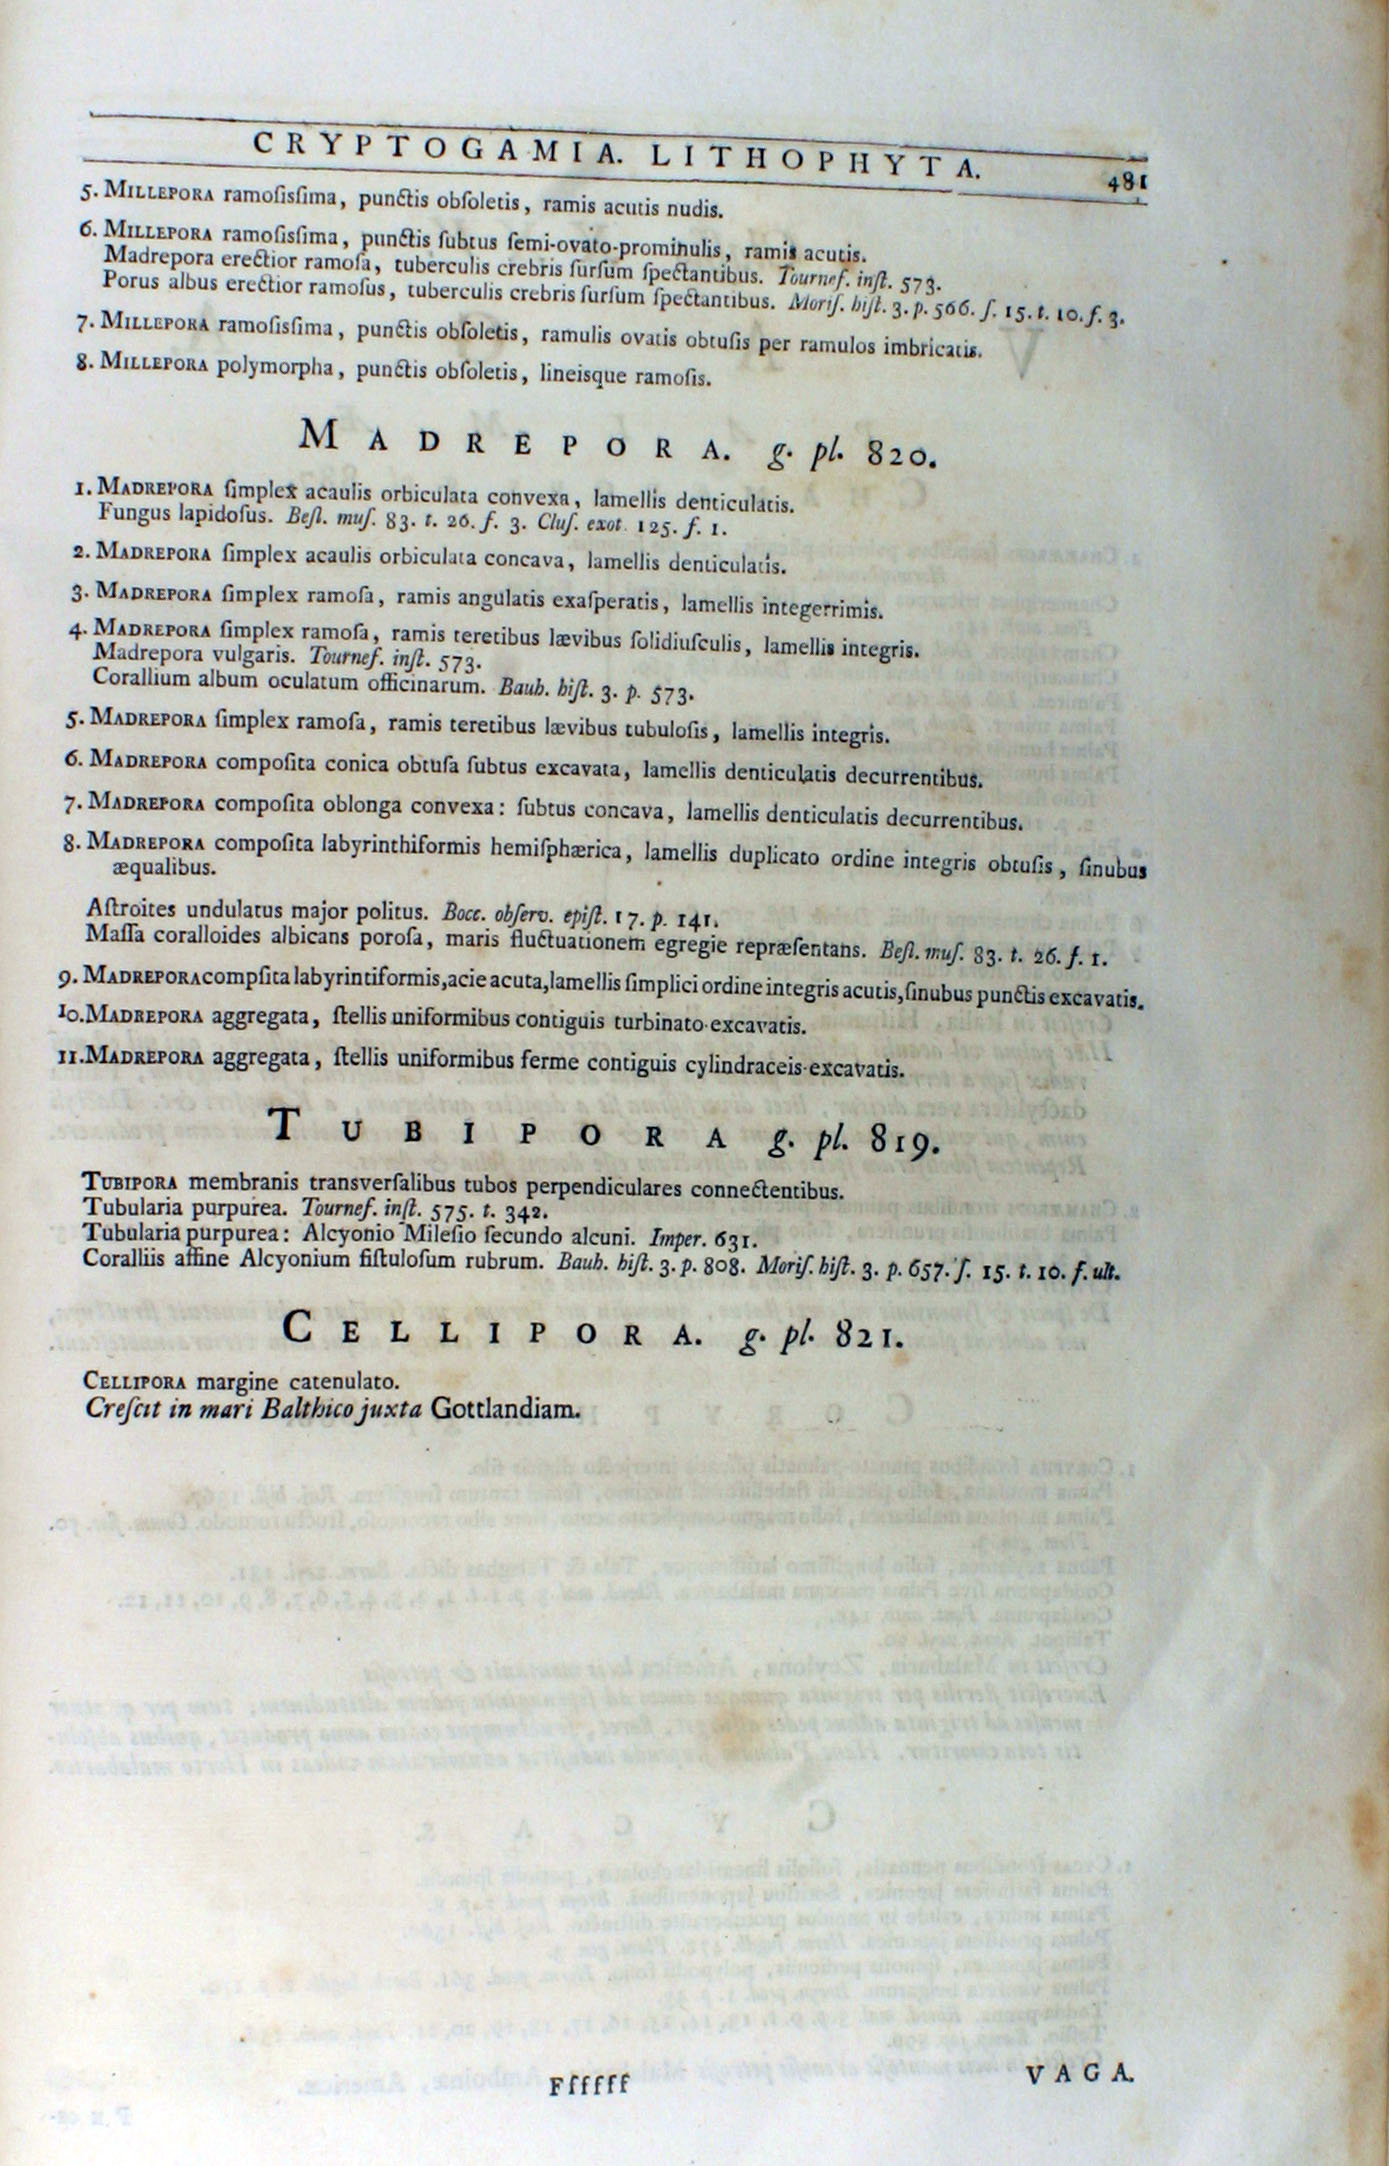 CRYPTOGAMIA. LITHOPHYTA. 481
5. MILLEPORA ramoſisſima, punctis obſoletis, ramis acutis nudis.
6. MILLEPORA ramoſisſima, punctis ſubtus ſemi-ovato-prominulis, ramis acutis.
Madrepora erectior ramoſa, tuberculis crebris ſurſum ſpectantibus. Tournef. inſt. 573.
Porus albus erectior ramoſus, tuberculis crebris ſurſum ſpectantibus. Moriſ. hiſt. 3. p. 566. ſ. 15. t. 10. f. 3.
7. MILLEPORA ramoſisſima, punctis obſoletis, ramulis ovatis obtuſis per ramulos imbricatis.
8. MILLEPORA polymorpha, punctis obſoletis, lineisque ramoſis.
MADREPORA. g. pl. 820.
1. MADREPORA ſimplex acaulis orbiculata convexa, lamellis denticulatis.
Fungus lapidoſus. Beſl. muſ. 83. t. 26. f. 3. Cluſ. exot. 125. f. 1.
2. MADREPORA ſimplex acaulis orbiculata concava, lamellis denticulatis.
3. MADREPORA ſimplex ramoſa, ramis angulatis exaſperatis, lamellis integerrimis.
4. MADREPORA ſimplex ramoſa, ramis teretibus lævibus ſolidiuſculis, lamellis integris.
Madrepora vulgaris. Tournef. inſt. 573.
Corallium album oculatum officinarum. Bauh. hiſt. 3. p. 573.
5. MADREPORA ſimplex ramoſa, ramis teretibus lævibus tubuloſis, lamellis integris.
6. MADREPORA compoſita conica obtuſa ſubtus excavata, lamellis denticulatis decurrentibus.
7. MADREPORA compoſita oblonga convexa: ſubtus concava, lamellis denticulatis decurrentibus.
8. MADREPORA compoſita labyrinthiformis hemiſphærica, lamellis duplicato ordine integris obtuſis, ſinubus
æqualibus.
Aſtroites undulatus major politus. Bocc. obſerv. epiſt. 17. p. 141.
Maſſa coralloides albicans poroſa, maris fluctuationem egregie repræſentans. Beſl. muſ. 83. t. 26. f. 1.
9. MADREPORA compſita labyrintiformis, acie acuta, lamellis ſimplici ordine integris acutis, ſinubus punctis excavatis.
10. MADREPORA aggregata, ſtellis uniformibus contiguis turbinato-excavatis.
11. MADREPORA aggregata, ſtellis uniformibus ferme contiguis cylindraceis-excavatis.
TUBIPORA g. pl. 819.
TUBIPORA membranis transverſalibus tubos perpendiculares connectentibus.
Tubularia purpurea. Tournef. inſt. 575. t. 342.
Tubularia purpurea: Alcyonio Mileſio ſecundo alcuni. Imper. 631.
Coralliis affine Alcyonium fiſtuloſum rubrum. Bauh. hiſt. 3. p. 808. Moriſ. hiſt. 3. p. 657. ſ. 15. t. 10. f. ult.
CELLIPORA. g. pl. 821.
CELLIPORA margine catenulato.
Creſcit in mari Balthico juxta Gottlandiam.
Ffffff VAGA.